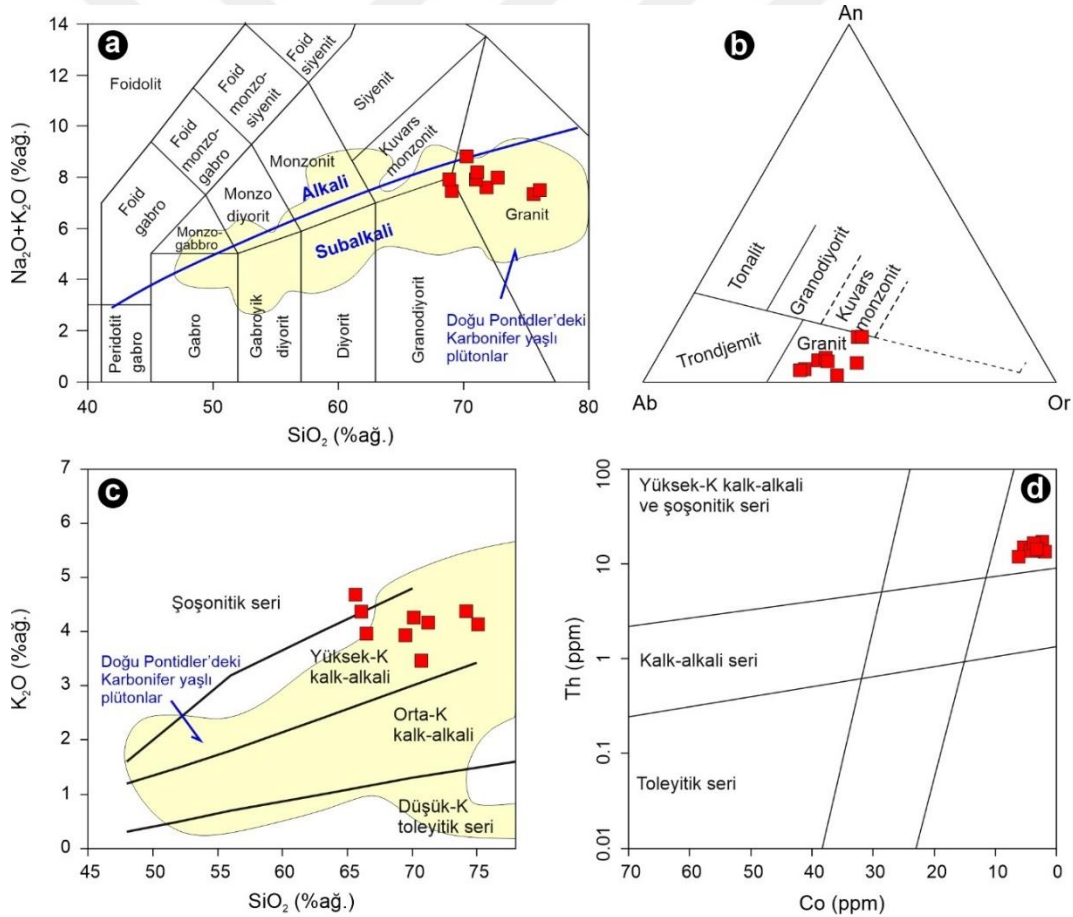 a
14
12
10
8
6
4
2
0
Na₂O+K₂O (%ağ.)
Foidolit
Foid
gabro
Foid
monzo-
gabro
Foid
monzo-
siyenit
Foid
siyenit
Siyenit
Kuvars
monzonit
Monzonit
Monzo
diyorit
Monzo-
gabbro
Alkali
Subalkali
Granit
Peridotit
gabro
Gabro
Gabroyik
diyorit
Diyorit
Granodiyorit
Doğu Pontidler'deki
Karbonifer yaşlı
plütonlar
40
50
60
70
80
SiO₂ (%ağ.)
b
An
Tonalit
Granodiyorit
Kuvars
monzonit
Trondjemit
Granit
Ab
Or
c
7
6
5
4
3
2
1
0
K₂O (%ağ.)
Şoşonitik seri
Doğu Pontidler'deki
Karbonifer yaşlı
plütonlar
Yüksek-K
kalk-alkali
Orta-K
kalk-alkali
Düşük-K
toleyitik seri
45
50
55
60
65
70
75
SiO₂ (%ağ.)
d
100
10
1
0,1
0.01
Th (ppm)
Yüksek-K kalk-alkali
ve şoşonitik seri
Kalk-alkali seri
Toleyitik seri
70
60
50
40
30
20
10
0
Co (ppm)